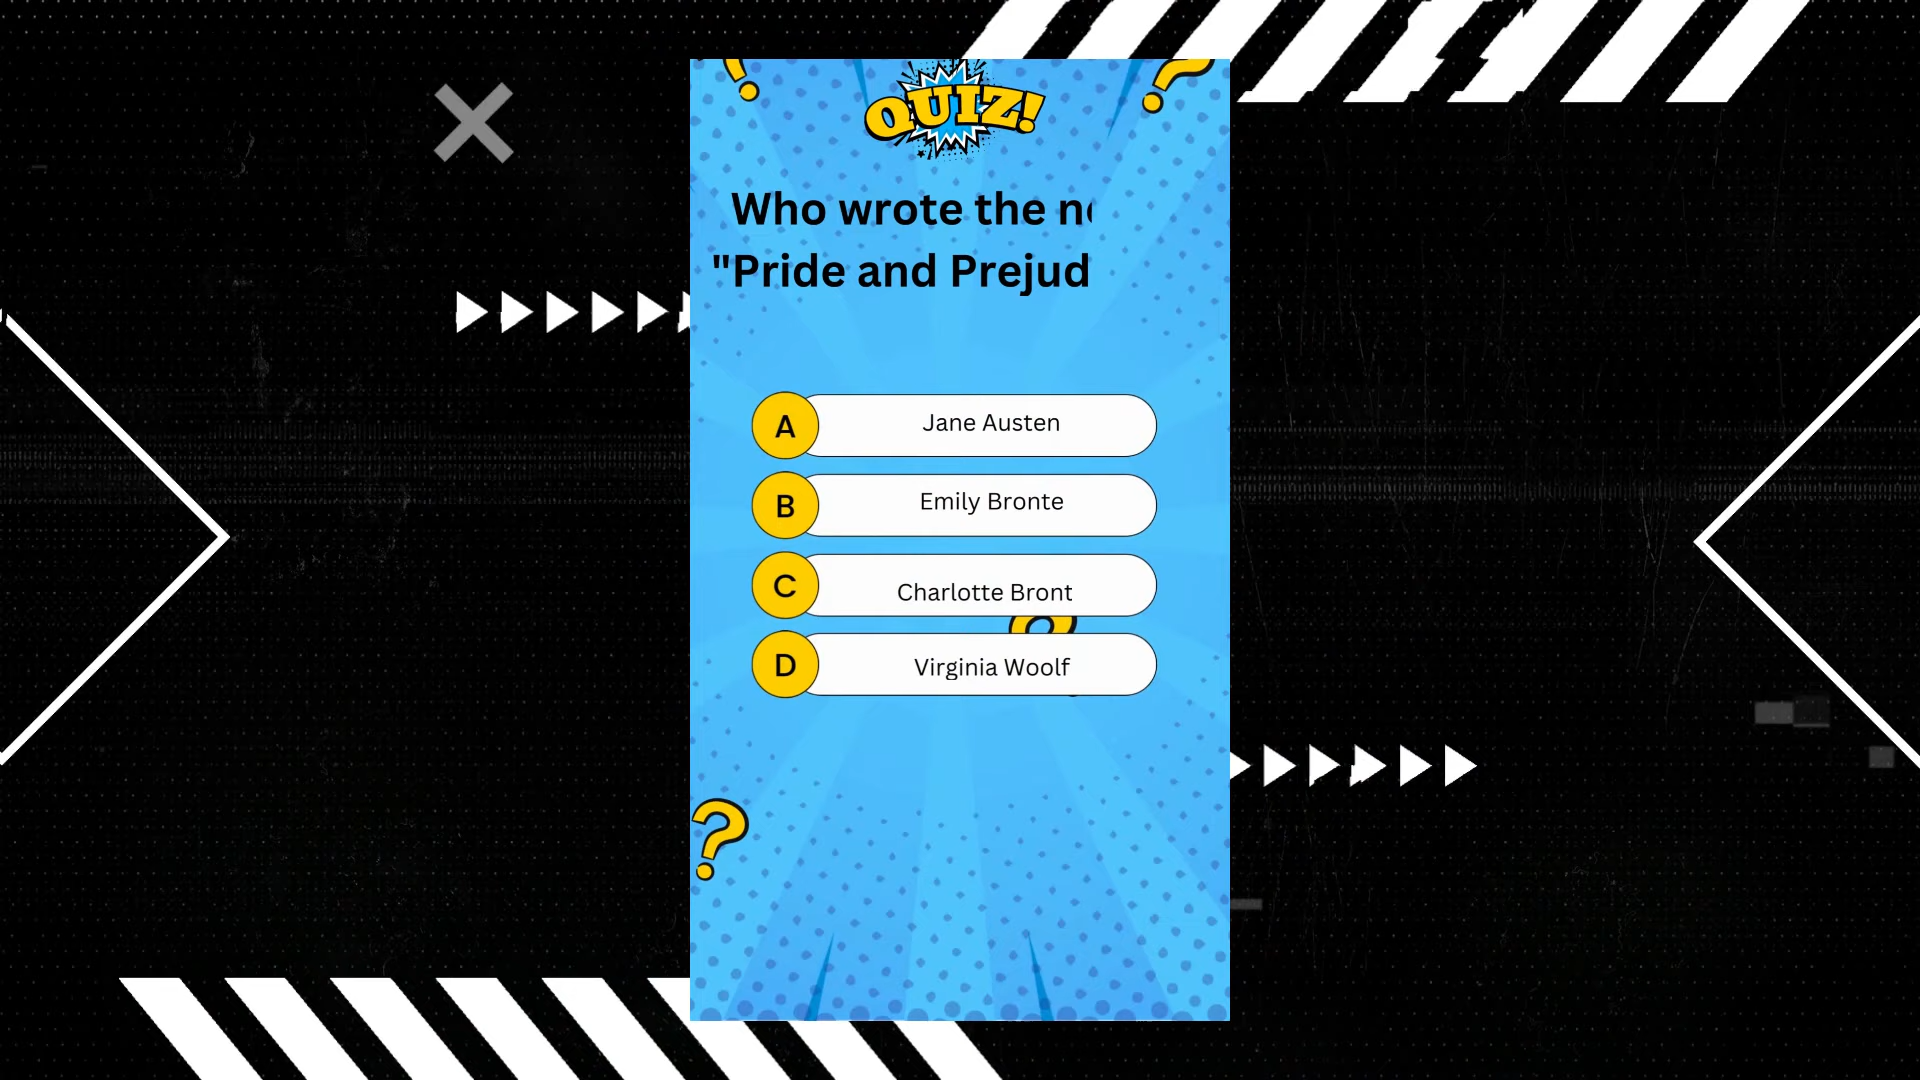 QUIZ!
Who wrote the n
"Pride and Prejud
A Jane Austen
B Emily Bronte
C Charlotte Bront
D Virginia Woolf